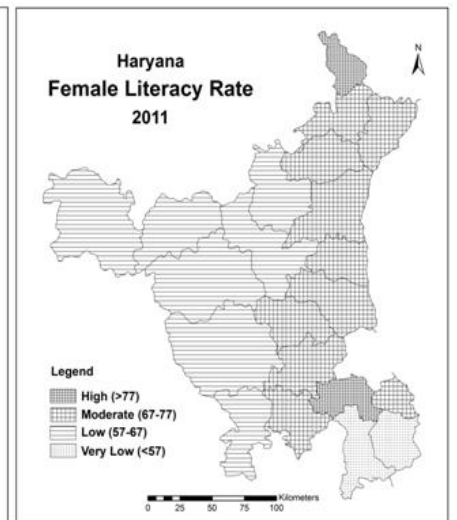 Haryana
Female Literacy Rate
2011
N
Legend
High (>77)
Moderate (67-77)
Low (57-67)
Very Low (<57)
Kilometers
0 25 50 75 100